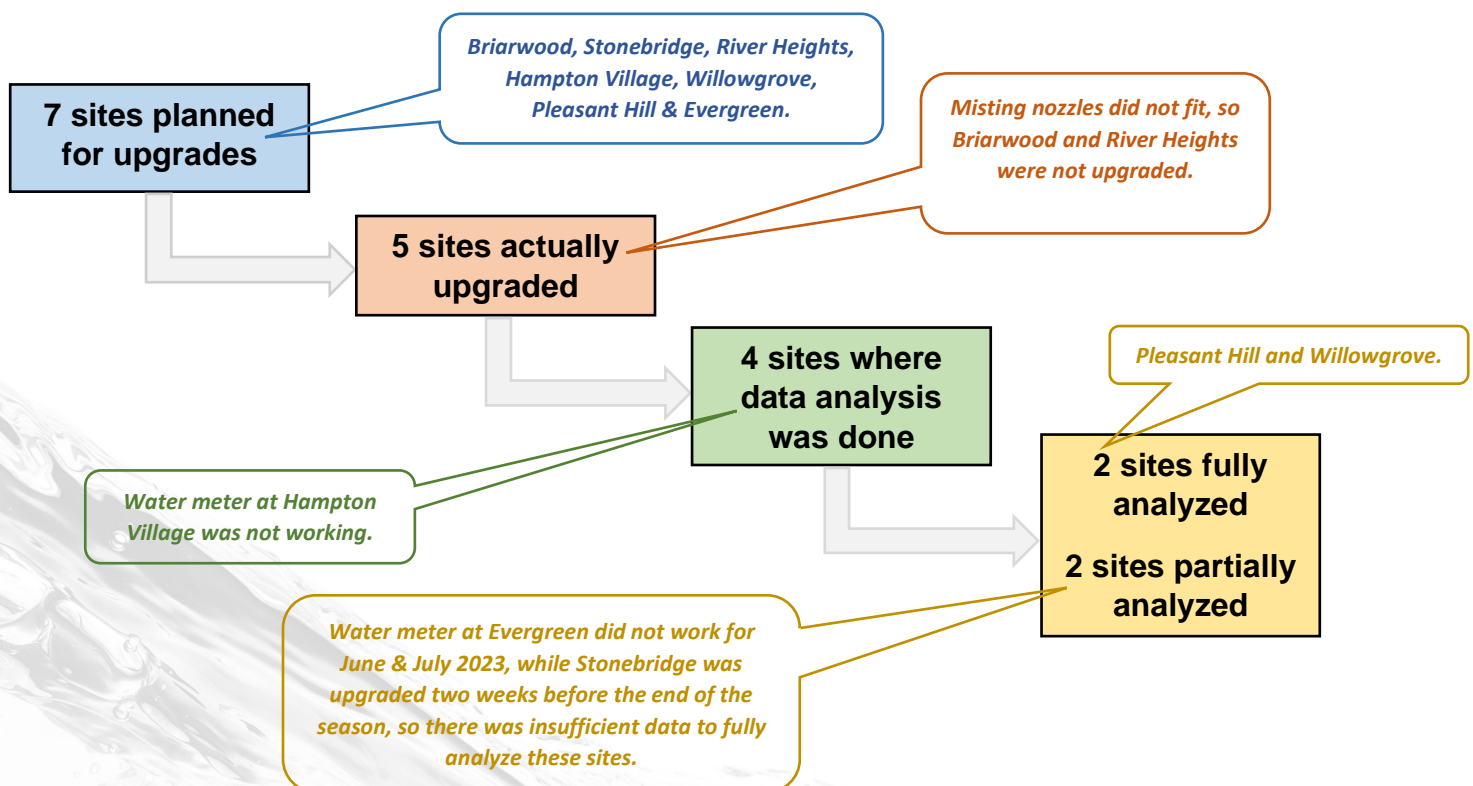 Briarwood, Stonebridge, River Heights,
Hampton Village, Willowgrove,
Pleasant Hill & Evergreen.
7 sites planned
for upgrades
Misting nozzles did not fit, so
Briarwood and River Heights
were not upgraded.
5 sites actually
upgraded
4 sites where
data analysis
was done
Pleasant Hill and Willowgrove.
Water meter at Hampton
Village was not working.
2 sites fully
analyzed
2 sites partially
analyzed
Water meter at Evergreen did not work for
June & July 2023, while Stonebridge was
upgraded two weeks before the end of the
season, so there was insufficient data to fully
analyze these sites.